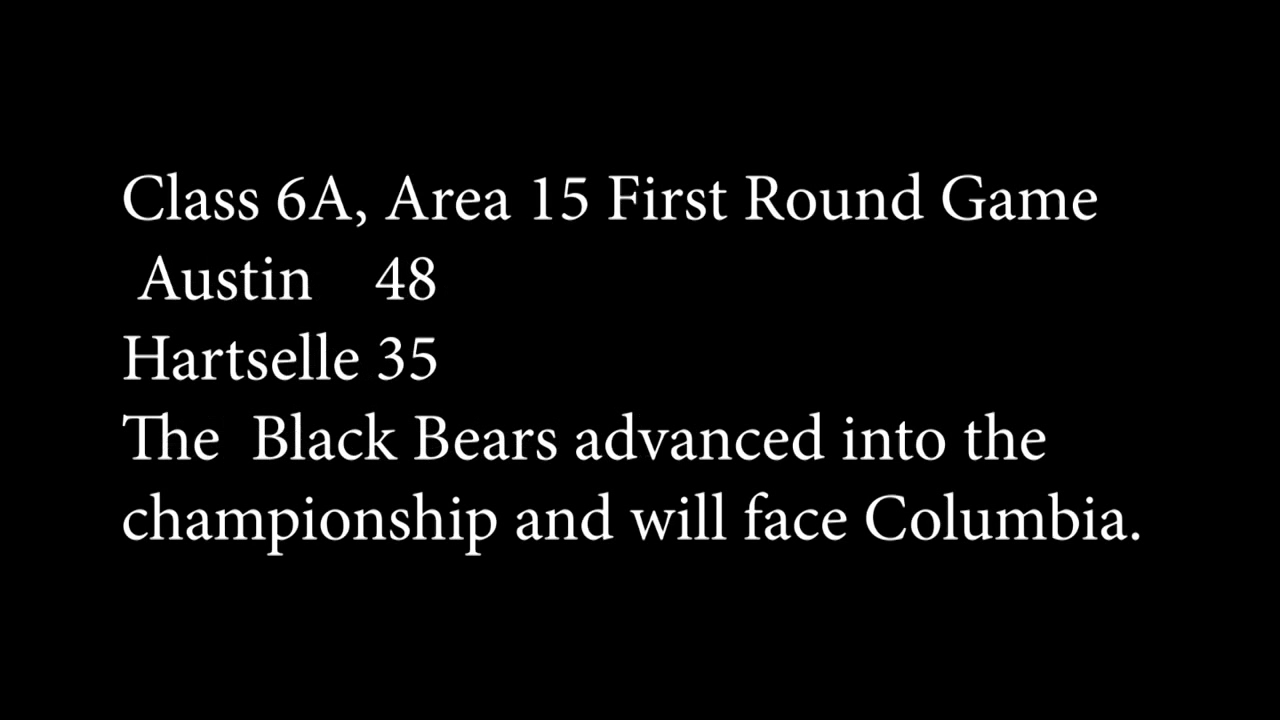 Class 6A, Area 15 First Round Game
Austin 48
Hartselle 35
The Black Bears advanced into the
championship and will face Columbia.